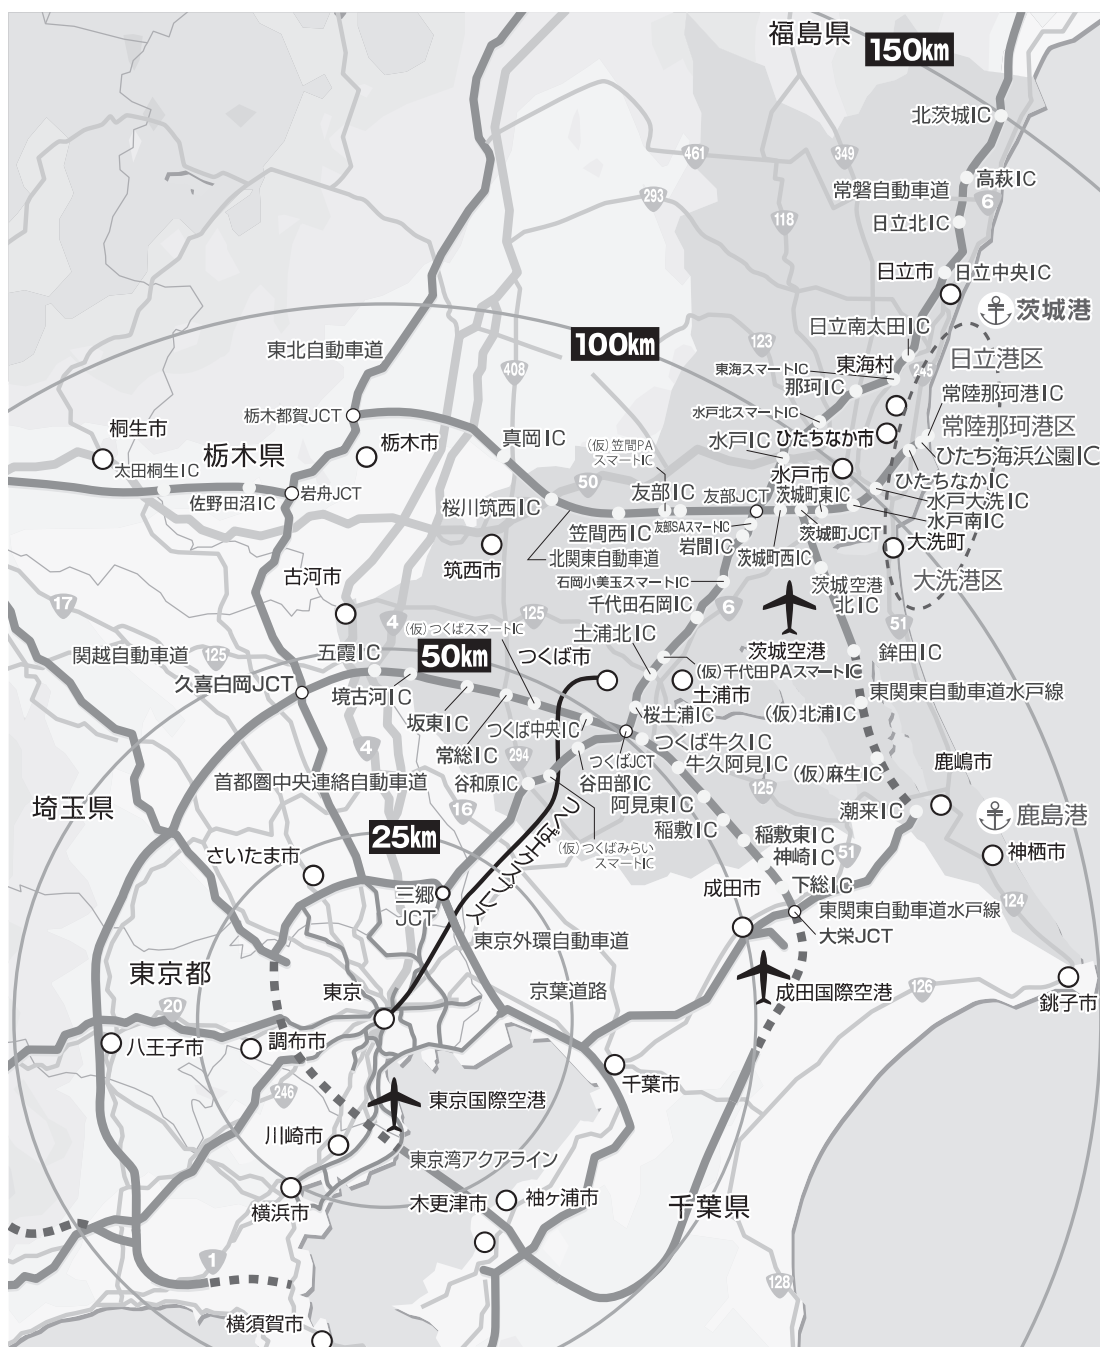 福島県
150km
北茨城IC
461
349
高萩IC
常磐自動車道
293
6
118
日立北IC
日立市
日立中央IC
茨城港
日立南太田IC
100km
123
東北自動車道
日立港区
東海村
東海スマートIC
408
245
那珂IC
常陸那珂港IC
栃木都賀JCT
水戸北スマートIC
常陸那珂港区
桐生市
栃木市
真岡IC
水戸IC
ひたちなか市
(仮)笠間PA
スマートIC
栃木県
ひたち海浜公園IC
太田桐生IC
水戸市
ひたちなかIC
50
岩舟JCT
友部IC
友部JCT
茨城町東IC
水戸大洗IC
佐野田沼IC
桜川筑西IC
水戸南IC
笠間西IC
友部SAスマートIC
茨城町JCT
大洗町
岩間IC
北関東自動車道
茨城町西IC
筑西市
古河市
石岡小美玉スマートIC
大洗港区
茨城空港
北IC
17
千代田石岡IC
6
125
4
(仮)つくばスマートIC
51
土浦北IC
関越自動車道
125
五霞IC
50km
つくば市
茨城空港
鉾田IC
(仮)千代田PAスマートIC
久喜白岡JCT
境古河IC
土浦市
東関東自動車道水戸線
坂東IC
桜土浦IC
(仮)北浦IC
つくば中央IC
4
常総IC
294
つくば牛久IC
つくばJCT
牛久阿見IC
鹿嶋市
(仮)麻生IC
首都圏中央連絡自動車道
谷和原IC
谷田部IC
125
阿見東IC
埼玉県
16
潮来IC
鹿島港
つくばエクスプレス
25km
稲敷IC
稲敷東IC
(仮)つくばみらい
スマートIC
51
さいたま市
神崎IC
神栖市
三郷
JCT
成田市
下総IC
124
東関東自動車道水戸線
東京外環自動車道
大栄JCT
東京都
東京
京葉道路
成田国際空港
126
20
銚子市
八王子市
調布市
千葉市
246
東京国際空港
川崎市
東京湾アクアライン
横浜市
木更津市
袖ヶ浦市
千葉県
1
128
横須賀市